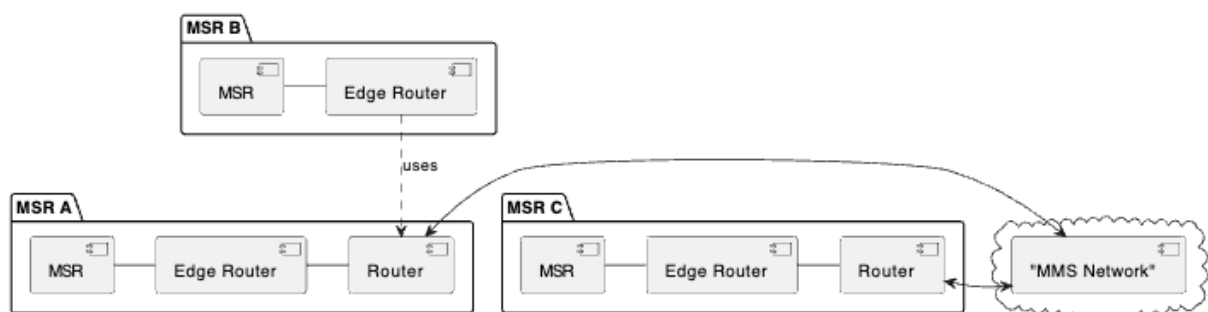 MSR B
MSR
Edge Router
uses
MSR A
MSR
Edge Router
Router
MSR C
MSR
Edge Router
Router
"MMS Network"